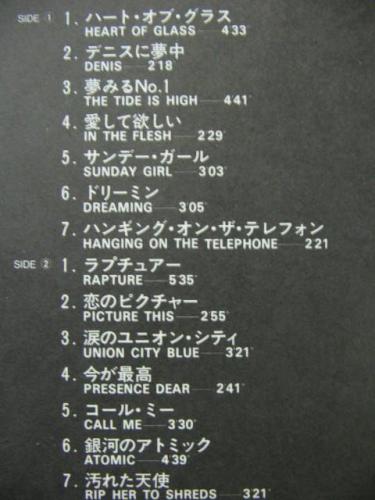 SIDE ① 1. ハート・オブ・グラス
HEART OF GLASS—4'33"
2. デニスに夢中
DENIS—2'18"
3. 夢みるNo.1
THE TIDE IS HIGH—4'41"
4. 愛して欲しい
IN THE FLESH—2'29"
5. サンデー・ガール
SUNDAY GIRL—3'03"
6. ドリーミン
DREAMING—3'05"
7. ハンギング・オン・ザ・テレフォン
HANGING ON THE TELEPHONE—2'21
SIDE ② 1. ラプチュアー
RAPTURE—5'35"
2. 恋のピクチャー
PICTURE THIS—2'55"
3. 涙のユニオン・シティ
UNION CITY BLUE—3'21"
4. 今が最高
PRESENCE DEAR—2'41"
5. コール・ミー
CALL ME—3'30"
6. 銀河のアトミック
ATOMIC—4'39"
7. 汚れた天使
RIP HER TO SHREDS—3'21"